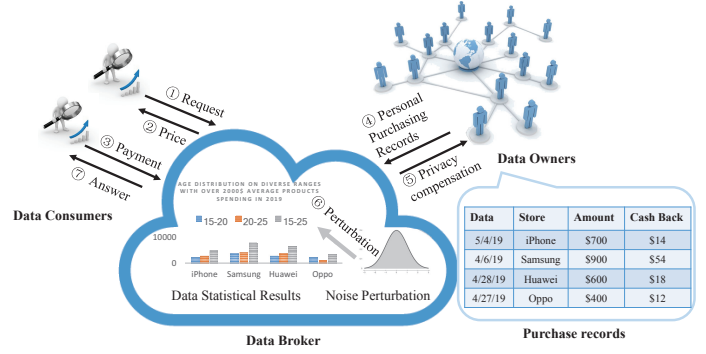 ① Request
② Price
③ Payment
⑦ Answer
Data Consumers
④ Personal
Purchasing
Records
⑤ Privacy
compensation
Data Owners
AGE DISTRIBUTION ON DIVERSE RANGES
WITH OVER 2000$ AVERAGE PRODUCTS
SPENDING IN 2019
15-20 20-25 15-25
10000
0
iPhone Samsung Huawei Oppo
⑥ Perturbation
Data Statistical Results
Noise Perturbation
Data Broker
Data Store Amount Cash Back
5/4/19 iPhone $700 $14
4/6/19 Samsung $900 $54
4/28/19 Huawei $600 $18
4/27/19 Oppo $400 $12
Purchase records